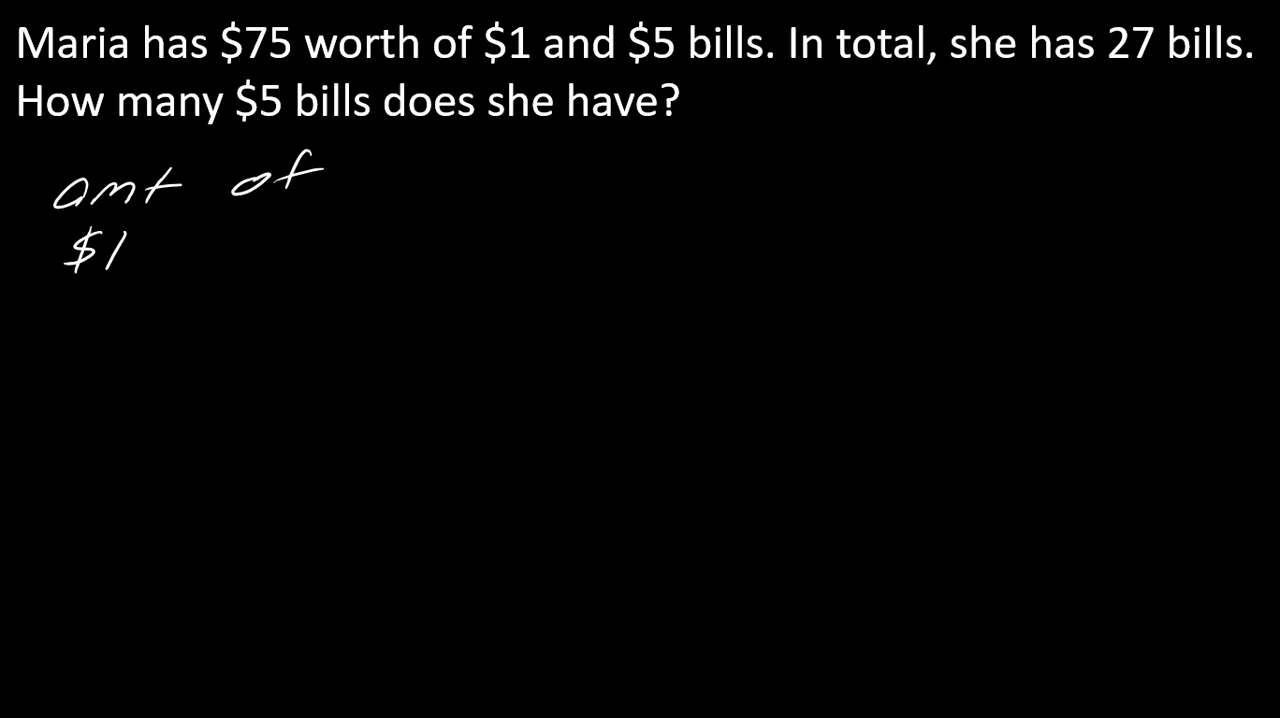 Maria has $75 worth of $1 and $5 bills. In total, she has 27 bills.
How many $5 bills does she have?
amt of
$1